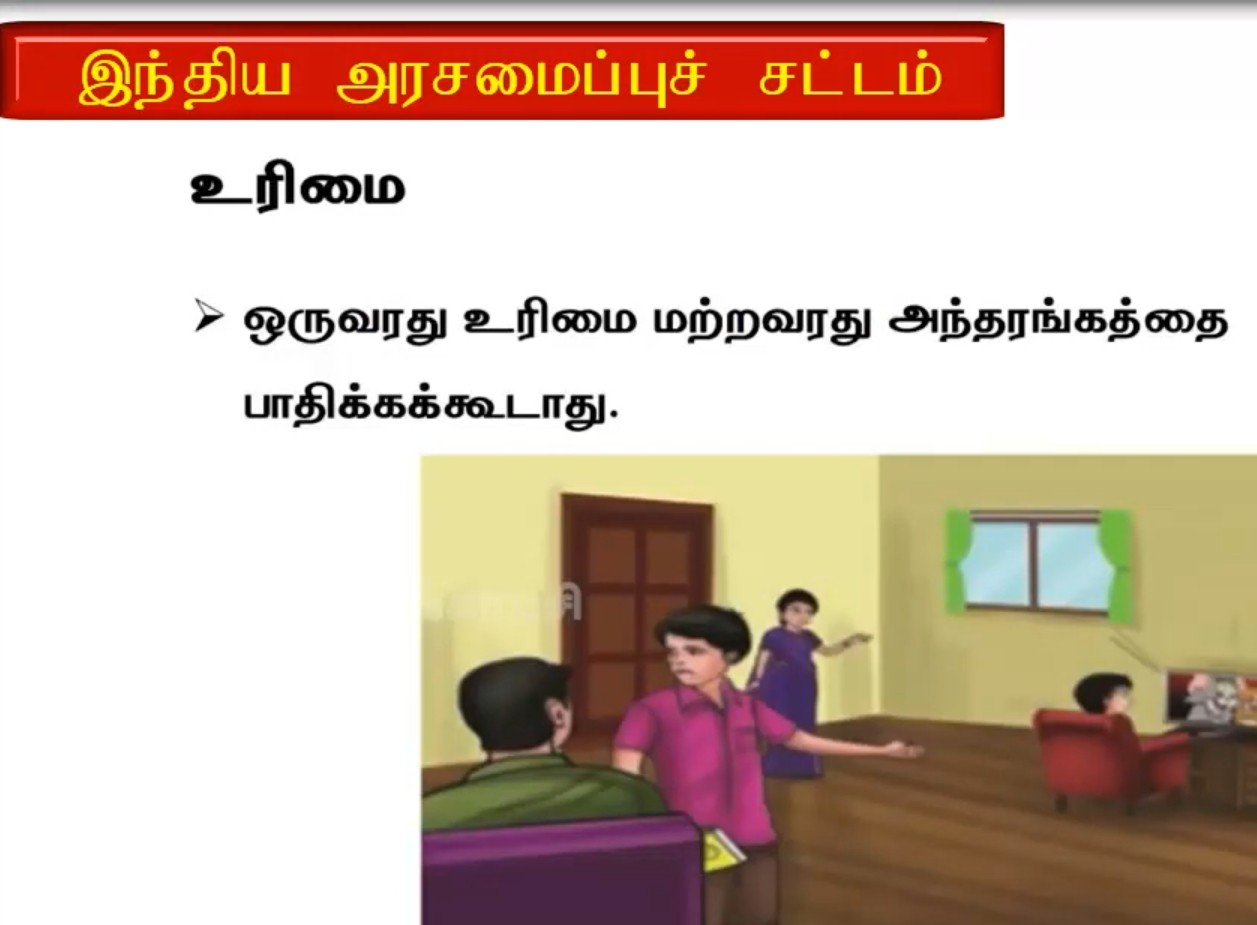 இந்திய அரசமைப்புச் சட்டம்
உரிமை
ஒருவரது உரிமை மற்றவரது அந்தரங்கத்தை
பாதிக்கக்கூடாது.